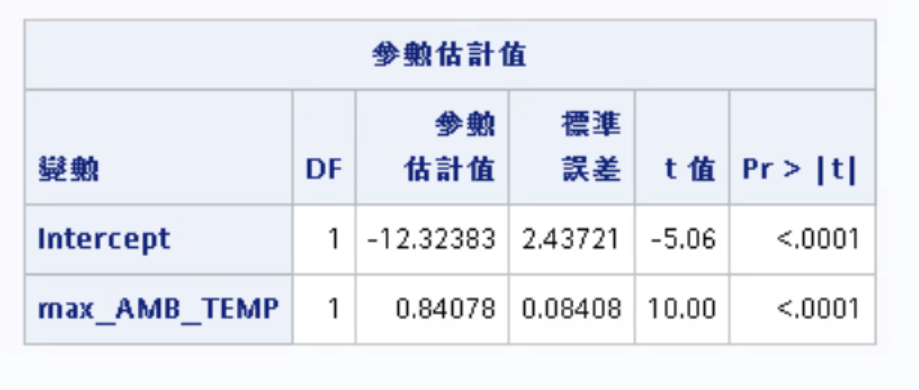 參數估計值
變數 DF 參數估計值 標準誤差 t 值 Pr > |t|
Intercept 1 -12.32383 2.43721 -5.06 <.0001
max_AMB_TEMP 1 0.84078 0.08408 10.00 <.0001